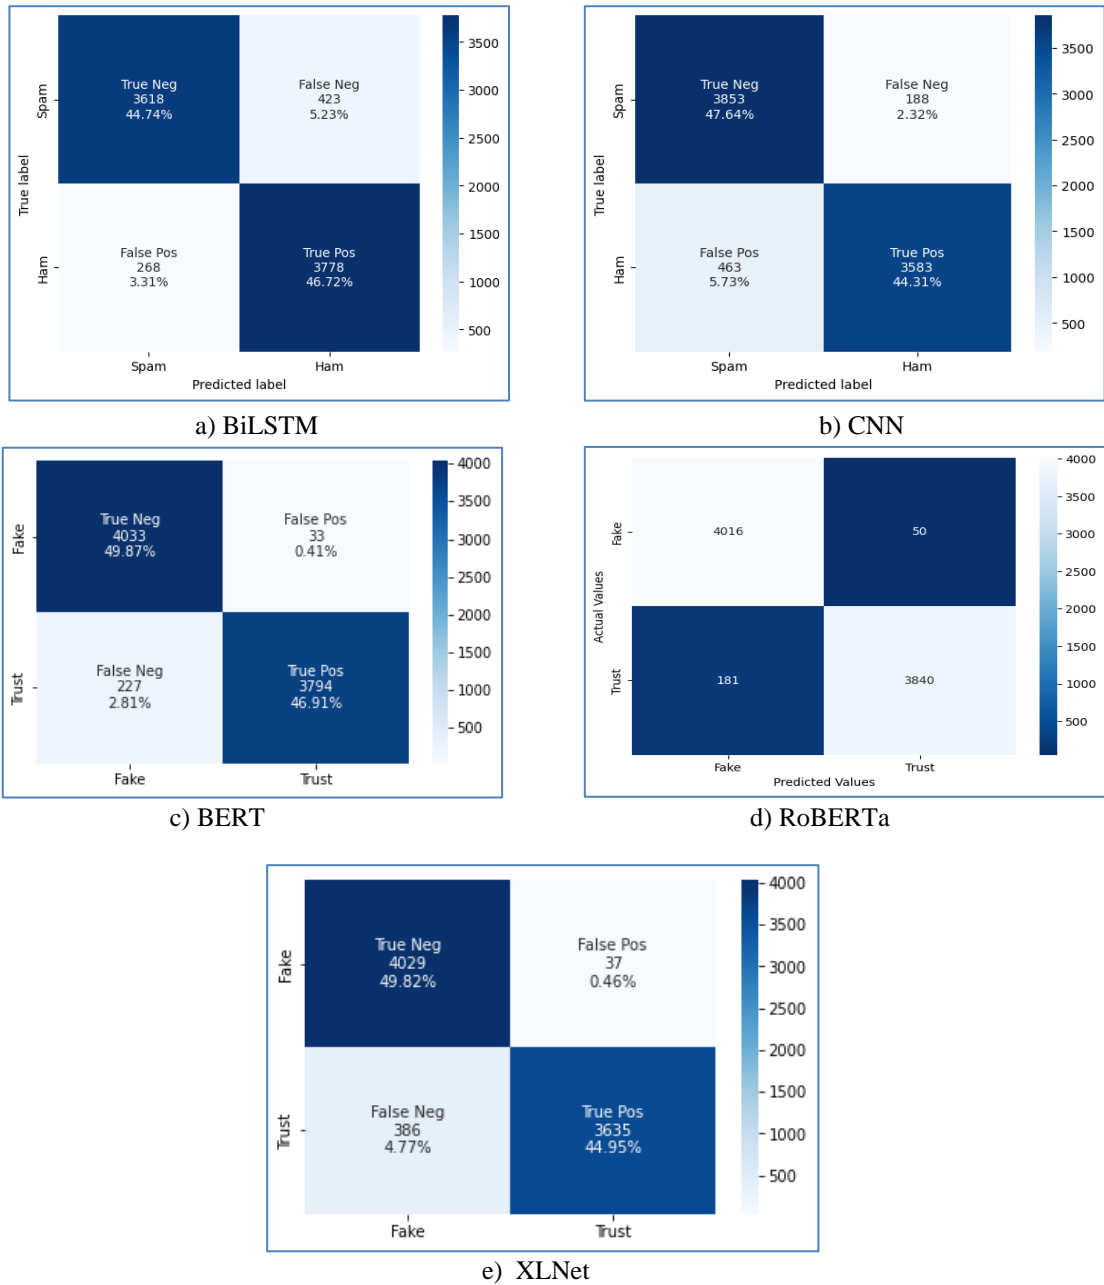 True Neg
3618
44.74%
False Neg
423
5.23%
False Pos
268
3.31%
True Pos
3778
46.72%
Spam
Ham
True label
Spam
Ham
Predicted label
3500
3000
2500
2000
1500
1000
500
a) BiLSTM
True Neg
3853
47.64%
False Neg
188
2.32%
False Pos
463
5.73%
True Pos
3583
44.31%
Spam
Ham
True label
Spam
Ham
Predicted label
3500
3000
2500
2000
1500
1000
500
b) CNN
True Neg
4033
49.87%
False Pos
33
0.41%
False Neg
227
2.81%
True Pos
3794
46.91%
Fake
Trust
Fake
Trust
4000
3500
3000
2500
2000
1500
1000
500
c) BERT
4016
50
181
3840
Fake
Trust
Actual Values
Fake
Trust
Predicted Values
4000
3500
3000
2500
2000
1500
1000
500
d) RoBERTa
True Neg
4029
49.82%
False Pos
37
0.46%
False Neg
386
4.77%
True Pos
3635
44.95%
Fake
Trust
Fake
Trust
4000
3500
3000
2500
2000
1500
1000
500
e) XLNet